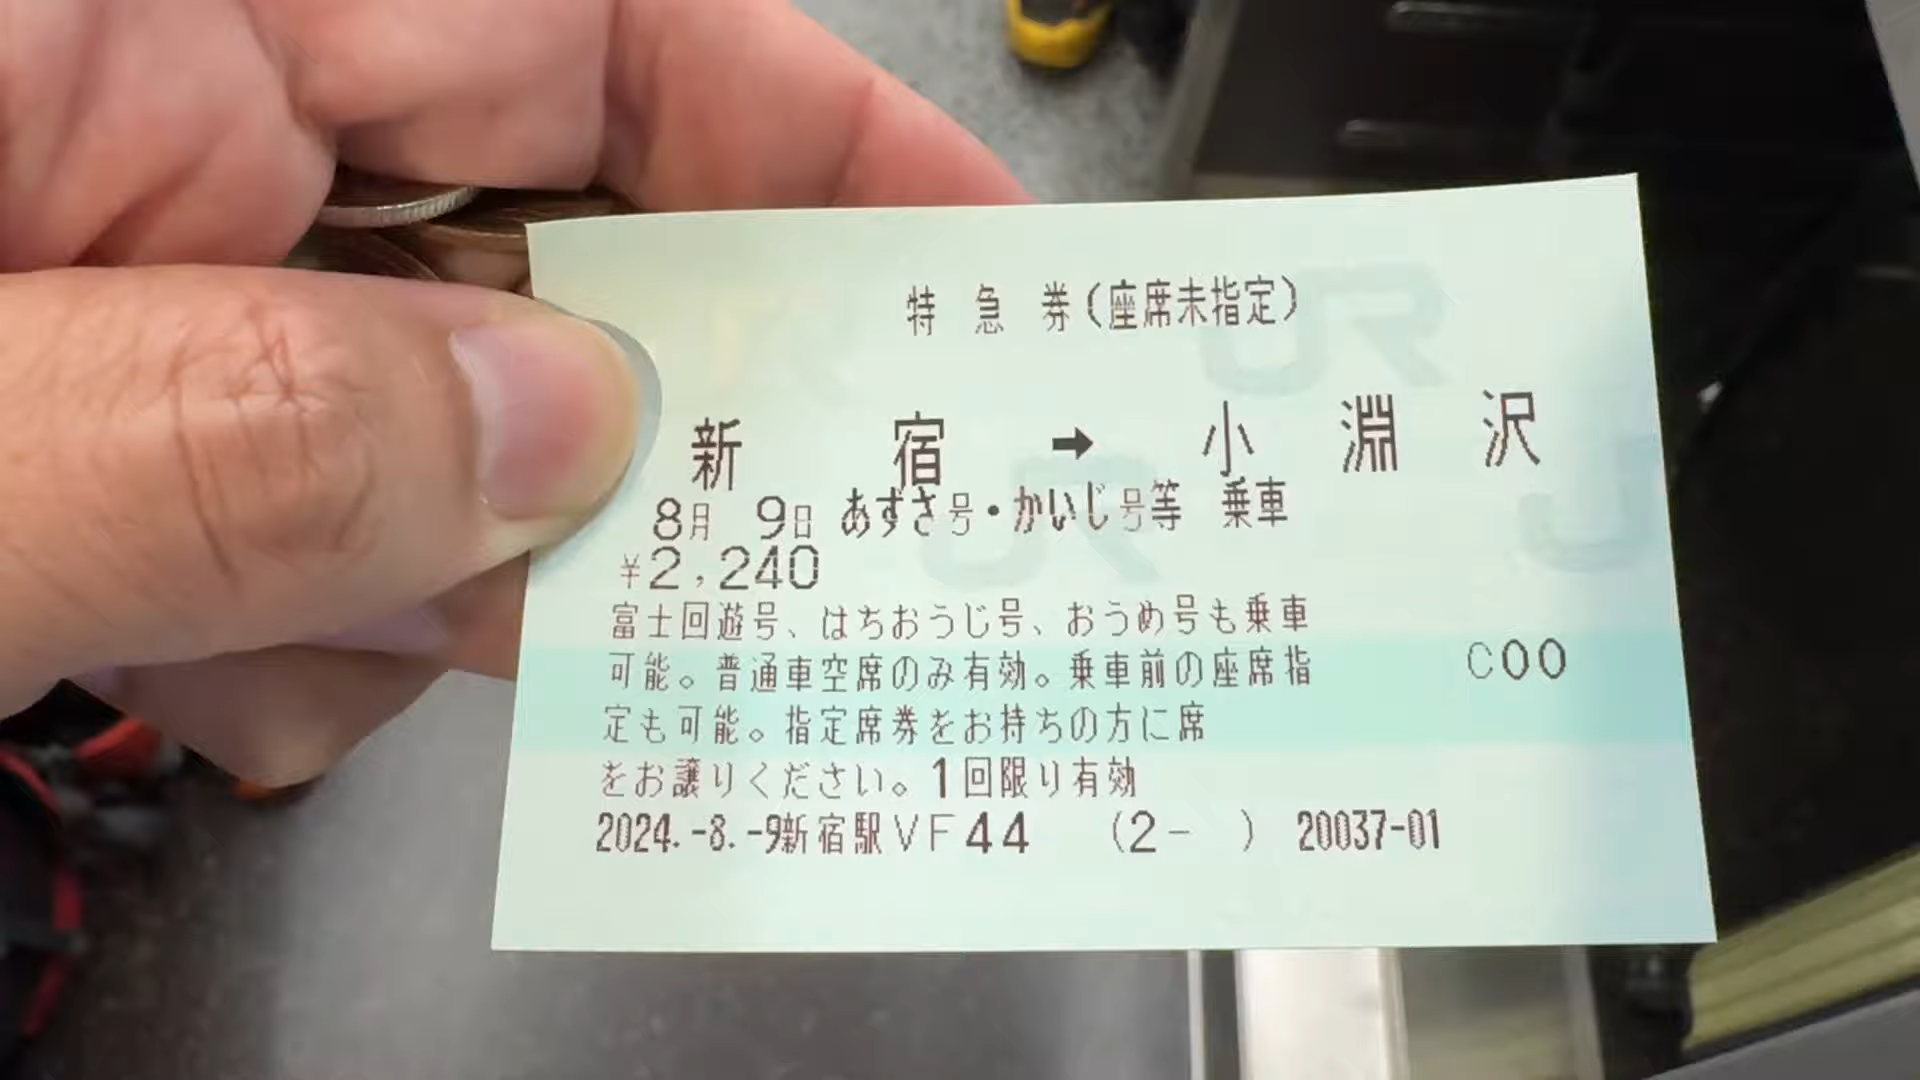 特急券(座席未指定)
新宿 → 小淵沢
8月 9日 あずさ号・かいじ号等 乗車
¥2,240
富士回遊号、はちおうじ号、おうめ号も乗車
可能。普通車空席のみ有効。乗車前の座席指
C00
定も可能。指定席券をお持ちの方に席
をお譲りください。1回限り有効
2024.-8.-9新宿駅VF44 (2- ) 20037-01